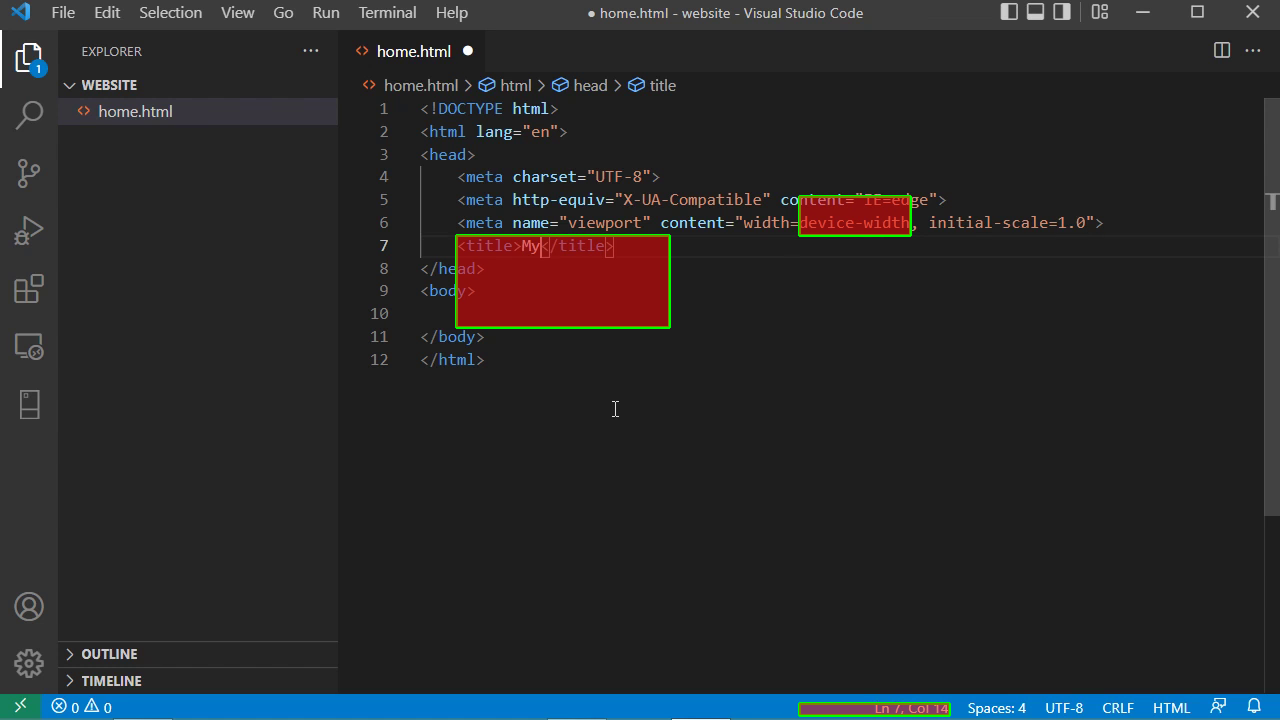 File Edit Selection View Go Run Terminal Help ● home.html - website - Visual Studio Code
EXPLORER ···
1
WEBSITE
home.html
OUTLINE
TIMELINE
home.html ●
home.html > html > head > title
1 <!DOCTYPE html>
2 <html lang="en">
3 <head>
4 <meta charset="UTF-8">
5 <meta http-equiv="X-UA-Compatible" content="IE=edge">
6 <meta name="viewport" content="width=device-width, initial-scale=1.0">
7 <title>My</title>
8 </head>
9 <body>
10
11 </body>
12 </html>
0 0 Ln 7, Col 14 Spaces: 4 UTF-8 CRLF HTML